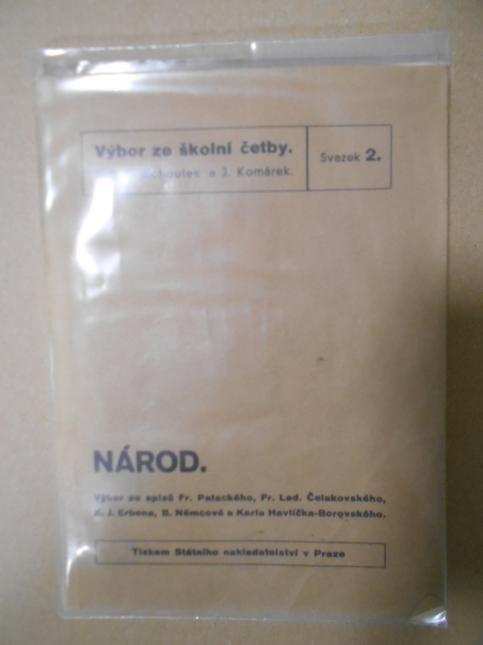 Výbor ze školní četby.
Kohoutek a J. Komárek.
Svazek 2.
NÁROD.
Výbor ze spisů Fr. Palackého, Fr. Lad. Čelakovského,
K. J. Erbena, B. Němcové a Karla Havlíčka-Borovského.
Tiskem Státního nakladatelství v Praze